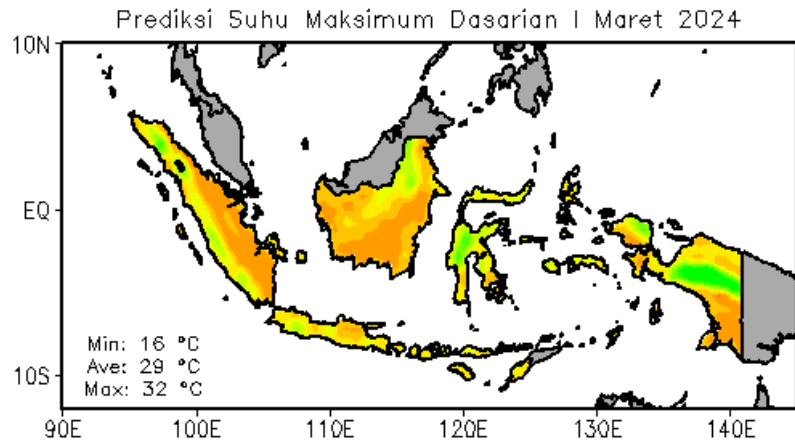 Prediksi Suhu Maksimum Dasarian I Maret 2024
10N
EQ
10S
Min: 16 °C
Ave: 29 °C
Max: 32 °C
90E 100E 110E 120E 130E 140E